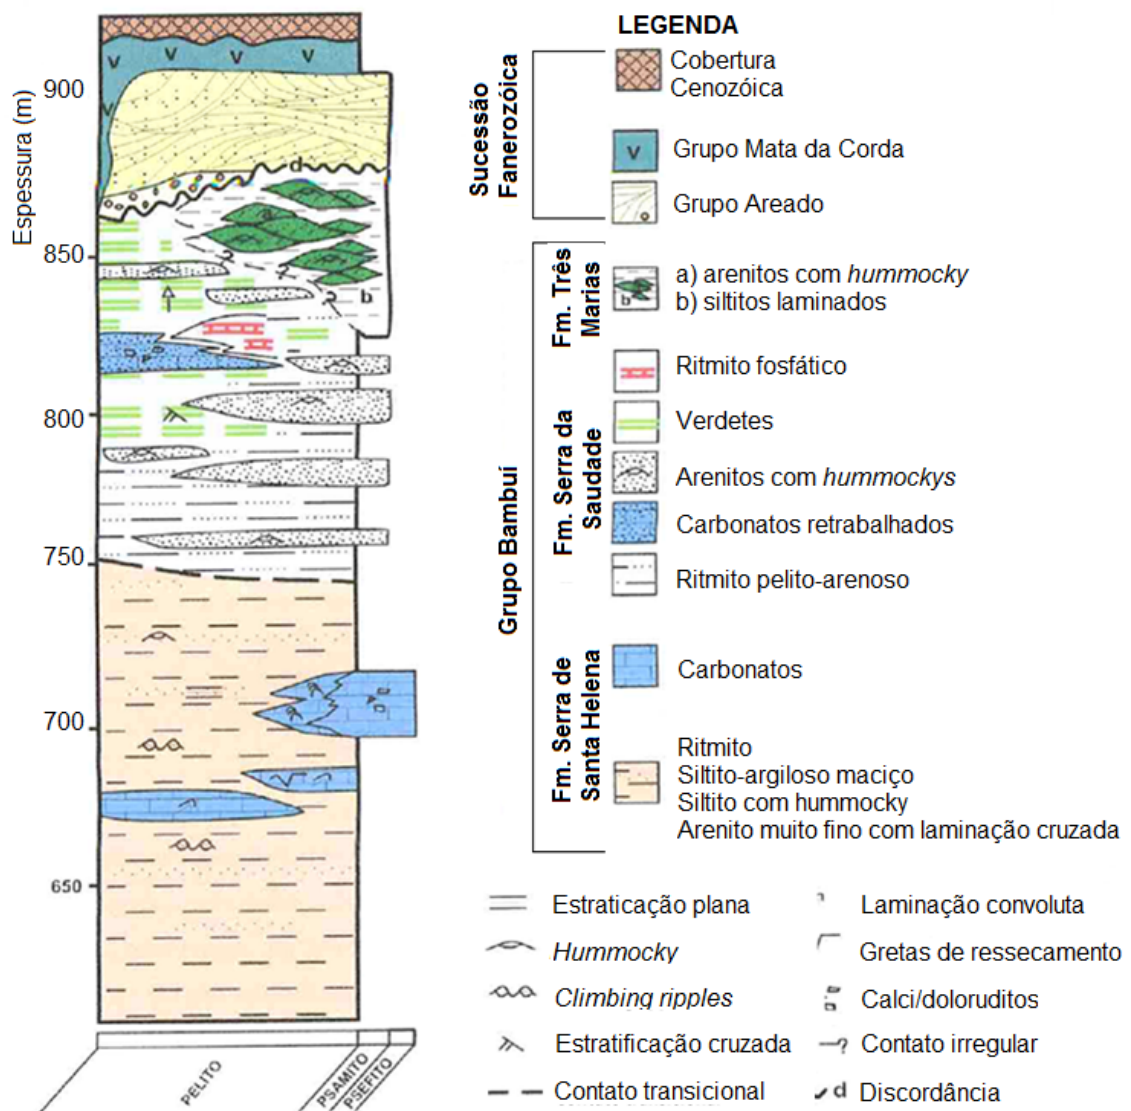 Espessura (m)
900
850
800
750
700
650
v
v
v
v
v
d
a
?
?
b
PELITO
PSAMITO
PSEFITO
LEGENDA
Sucessão
Fanerozóica
Cobertura
Cenozóica
v
Grupo Mata da Corda
Grupo Areado
Grupo Bambuí
Fm. Três
Marias
b
a) arenitos com hummocky
b) siltitos laminados
Fm. Serra da
Saudade
Ritmito fosfático
Verdetes
Arenitos com hummockys
Carbonatos retrabalhados
Ritmito pelito-arenoso
Fm. Serra de
Santa Helena
Carbonatos
Ritmito
Siltito-argiloso maciço
Siltito com hummocky
Arenito muito fino com laminação cruzada
Estraticação plana
Hummocky
Climbing ripples
Estratificação cruzada
Contato transicional
Laminação convoluta
Gretas de ressecamento
Calci/doloruditos
? Contato irregular
d Discordância